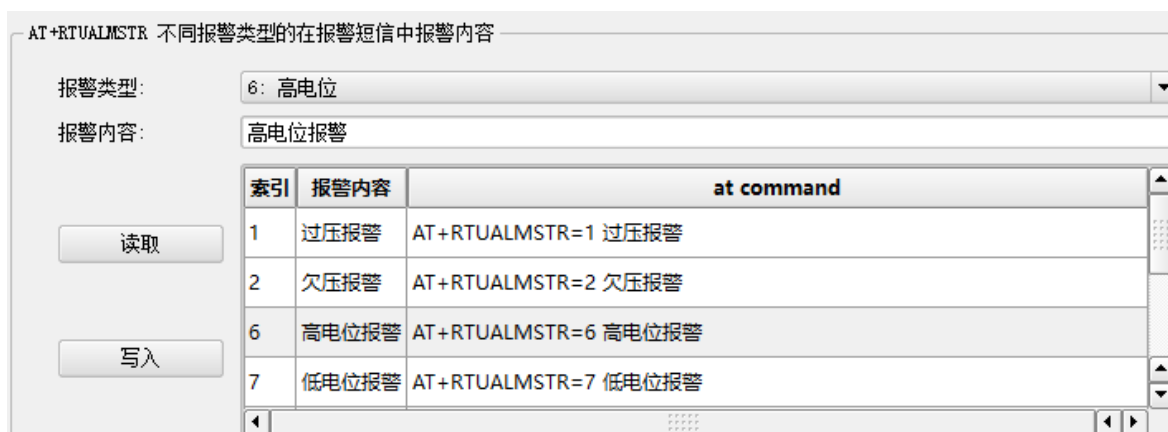 AT+RTUALMSTR 不同报警类型的在报警短信中报警内容
报警类型: 6: 高电位
报警内容: 高电位报警
索引 报警内容 at command
读取
1 过压报警 AT+RTUALMSTR=1 过压报警
2 欠压报警 AT+RTUALMSTR=2 欠压报警
6 高电位报警 AT+RTUALMSTR=6 高电位报警
写入
7 低电位报警 AT+RTUALMSTR=7 低电位报警